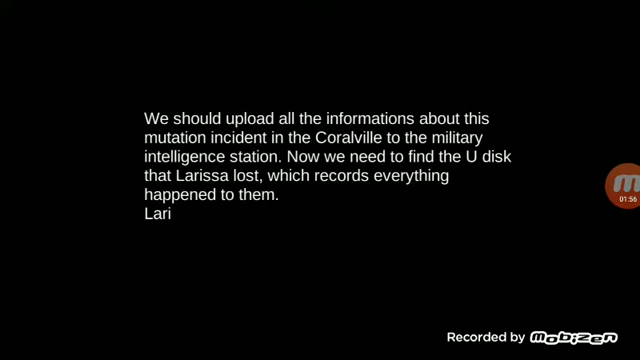 We should upload all the informations about this
mutation incident in the Coralville to the military
intelligence station. Now we need to find the U disk
that Larissa lost, which records everything
happened to them.
Lari
01:56
Recorded by mobizen